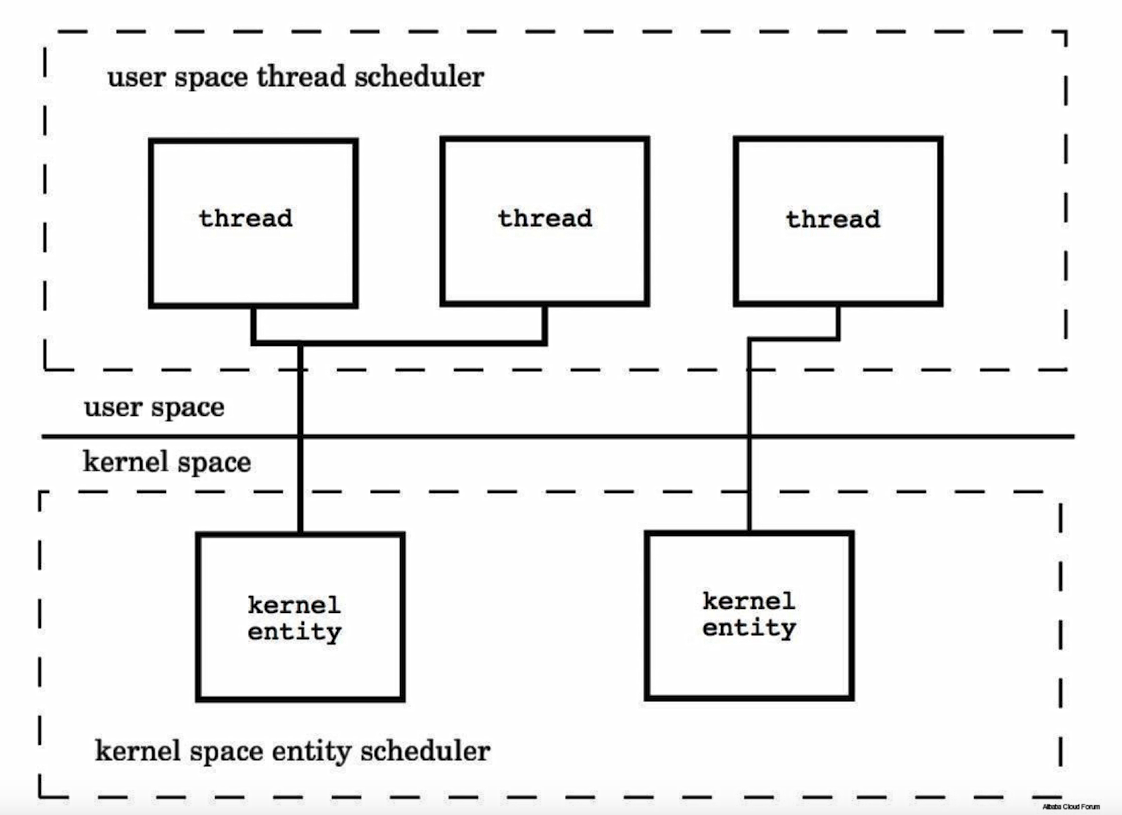 user space thread scheduler
thread
thread
thread
user space
kernel space
kernel
entity
kernel
entity
kernel space entity scheduler
Alibaba Cloud Forum